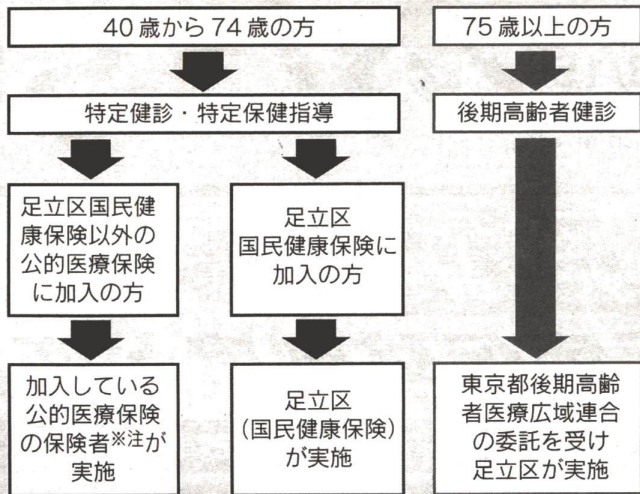 40歳から74歳の方
75歳以上の方
特定健診・特定保健指導
後期高齢者健診
足立区国民健
康保険以外の
公的医療保険
に加入の方
足立区
国民健康保険に
加入の方
加入している
公的医療保険
の保険者※注が
実施
足立区
(国民健康保険)
が実施
東京都後期高齢
者医療広域連合
の委託を受け
足立区が実施